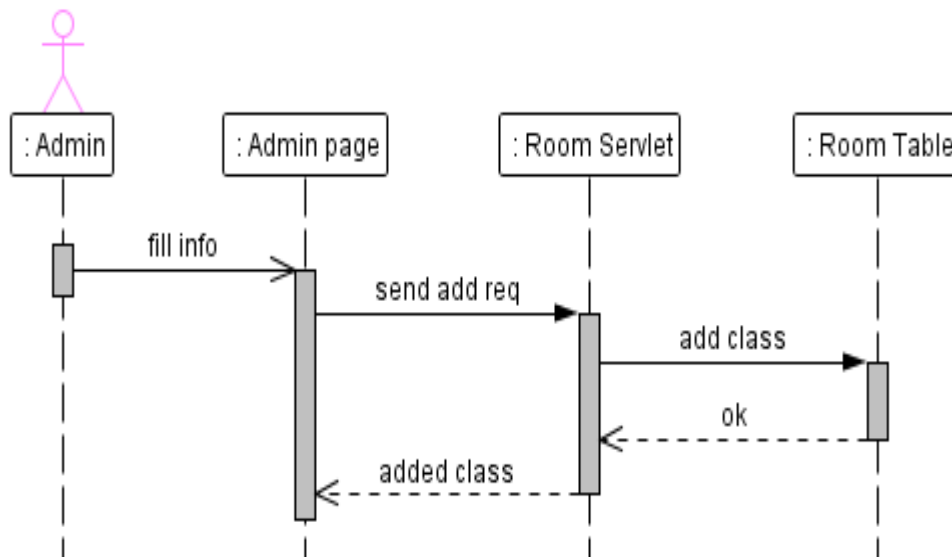 : Admin
: Admin page
: Room Servlet
: Room Table
fill info
send add req
add class
ok
added class